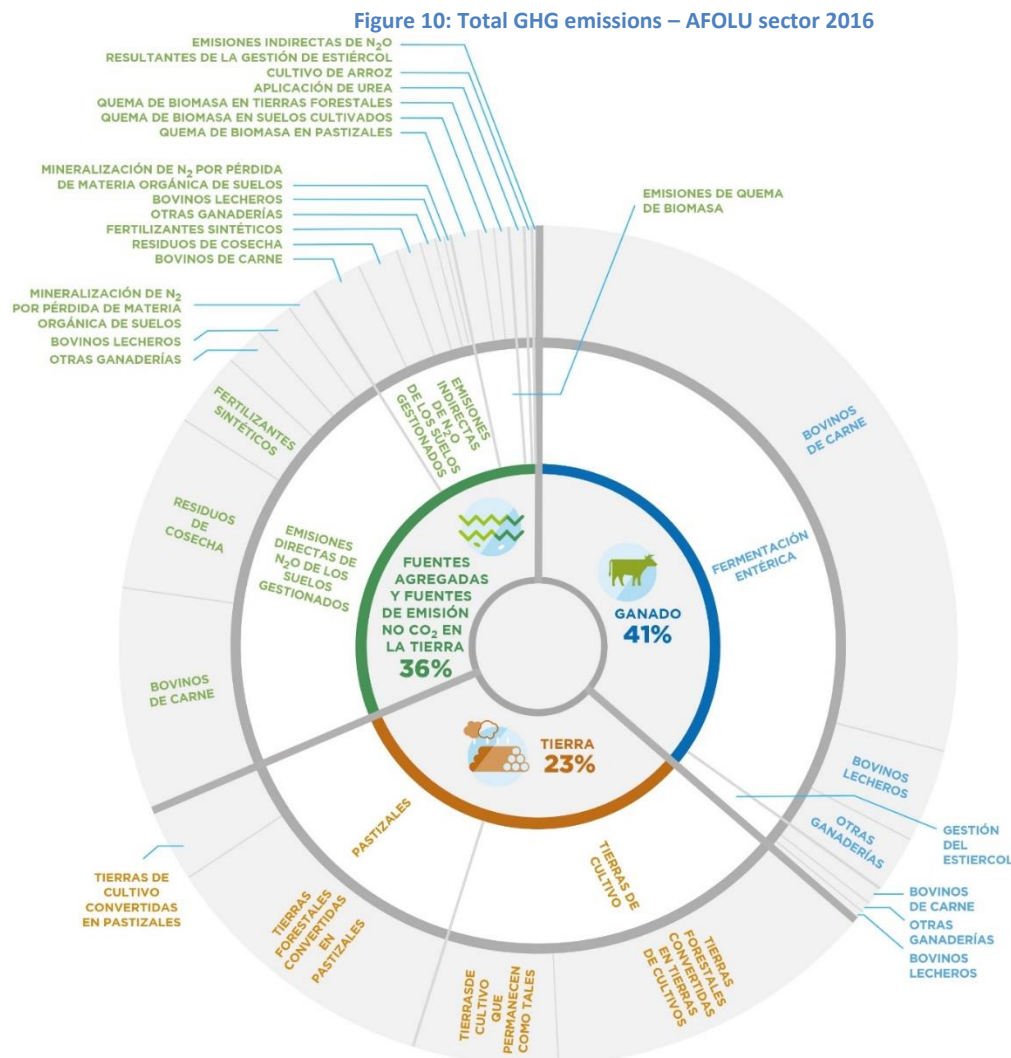 Figure 10: Total GHG emissions – AFOLU sector 2016
EMISIONES INDIRECTAS DE N₂O
RESULTANTES DE LA GESTIÓN DE ESTIÉRCOL
CULTIVO DE ARROZ
APLICACIÓN DE UREA
QUEMA DE BIOMASA EN TIERRAS FORESTALES
QUEMA DE BIOMASA EN SUELOS CULTIVADOS
QUEMA DE BIOMASA EN PASTIZALES
MINERALIZACIÓN DE N₂ POR PÉRDIDA
DE MATERIA ORGÁNICA DE SUELOS
BOVINOS LECHEROS
OTRAS GANADERÍAS
FERTILIZANTES SINTÉTICOS
RESIDUOS DE COSECHA
BOVINOS DE CARNE
MINERALIZACIÓN DE N₂
POR PÉRDIDA DE MATERIA
ORGÁNICA DE SUELOS
BOVINOS LECHEROS
OTRAS GANADERÍAS
EMISIONES DE QUEMA
DE BIOMASA
FERTILIZANTES
SINTÉTICOS
RESIDUOS
DE
COSECHA
BOVINOS
DE CARNE
EMISIONES
INDIRECTAS
DE N₂O
DE LOS SUELOS
GESTIONADOS
EMISIONES
DIRECTAS DE
N₂O DE LOS
SUELOS
GESTIONADOS
FUENTES
AGREGADAS
Y FUENTES
DE EMISIÓN
NO CO₂ EN
LA TIERRA
36%
GANADO
41%
TIERRA
23%
FERMENTACIÓN
ENTÉRICA
BOVINOS
DE CARNE
BOVINOS
LECHEROS
OTRAS
GANADERÍAS
GESTIÓN
DEL
ESTIERCOL
BOVINOS
DE CARNE
OTRAS
GANADERÍAS
BOVINOS
LECHEROS
PASTIZALES
TIERRAS DE
CULTIVO
TIERRAS DE
CULTIVO
CONVERTIDAS
EN PASTIZALES
TIERRAS
FORESTALES
CONVERTIDAS
EN
PASTIZALES
TIERRASDE
CULTIVO
QUE
PERMANECEN
COMO TALES
TIERRAS
FORESTALES
CONVERTIDAS
EN TIERRAS
DE CULTIVOS